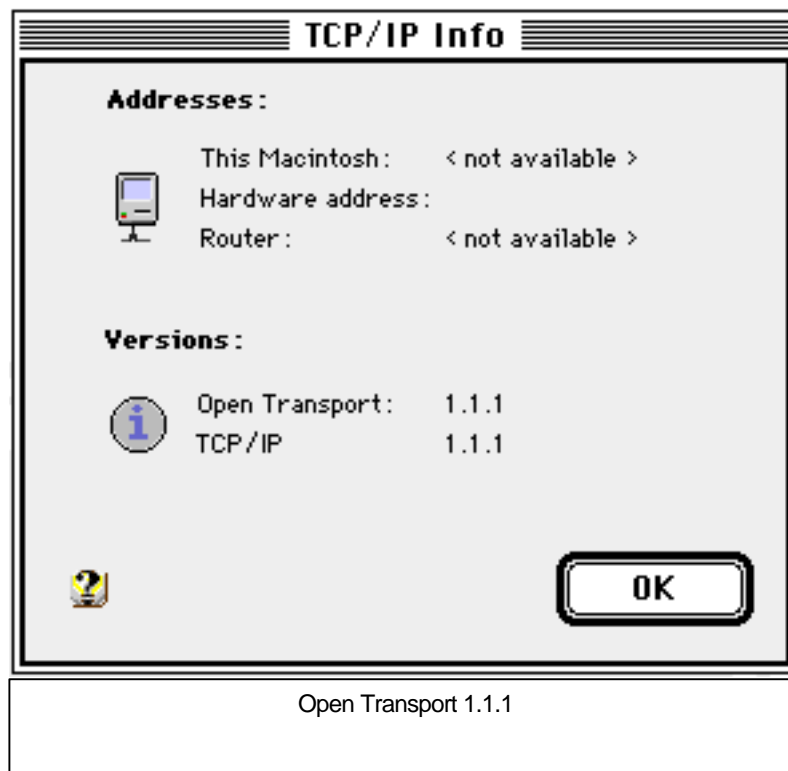 TCP/IP Info
Addresses:
This Macintosh: < not available >
Hardware address:
Router: < not available >
Versions:
Open Transport: 1.1.1
TCP/IP 1.1.1
OK
Open Transport 1.1.1